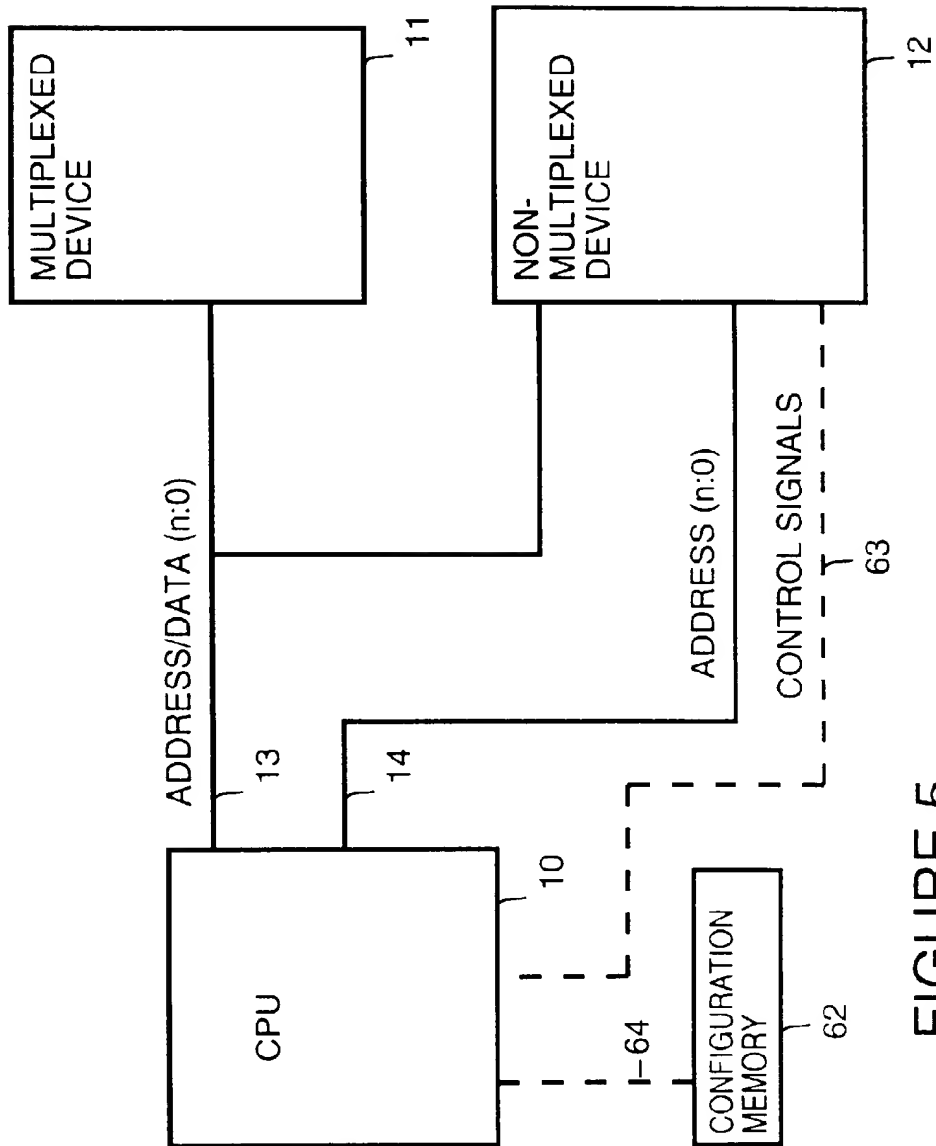 MULTIPLEXED
DEVICE
11
ADDRESS/DATA (n:0)
13
NON-
MULTIPLEXED
DEVICE
12
14
ADDRESS (n:0)
CONTROL SIGNALS
63
CPU
10
64
CONFIGURATION
MEMORY
62
FIGURE 5